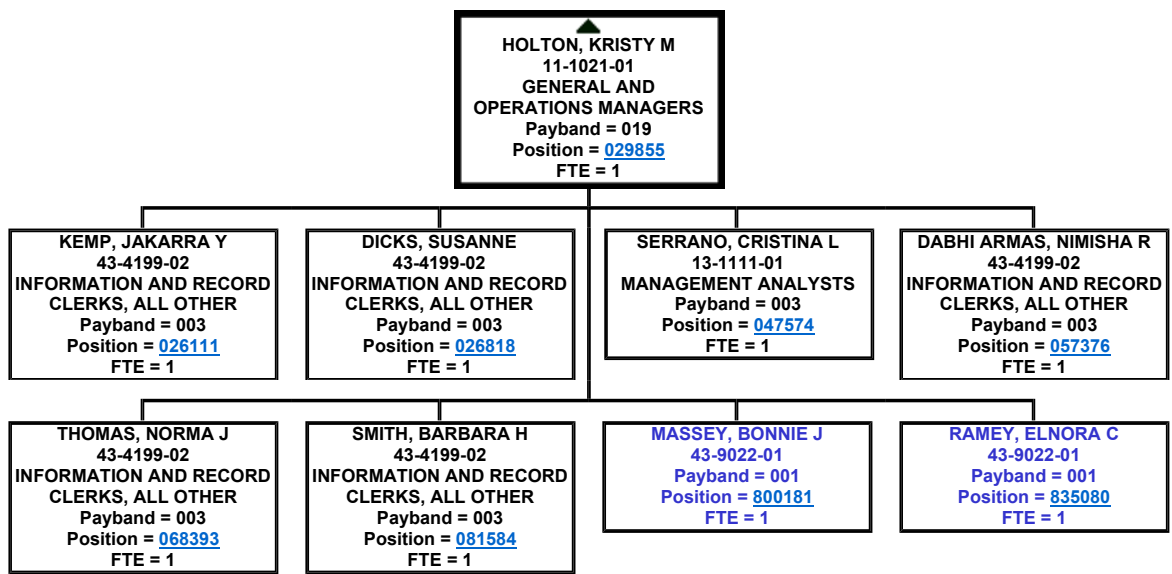 HOLTON, KRISTY M
11-1021-01
GENERAL AND
OPERATIONS MANAGERS
Payband = 019
Position = 029855
FTE = 1
KEMP, JAKARRA Y
43-4199-02
INFORMATION AND RECORD
CLERKS, ALL OTHER
Payband = 003
Position = 026111
FTE = 1
DICKS, SUSANNE
43-4199-02
INFORMATION AND RECORD
CLERKS, ALL OTHER
Payband = 003
Position = 026818
FTE = 1
SERRANO, CRISTINA L
13-1111-01
MANAGEMENT ANALYSTS
Payband = 003
Position = 047574
FTE = 1
DABHI ARMAS, NIMISHA R
43-4199-02
INFORMATION AND RECORD
CLERKS, ALL OTHER
Payband = 003
Position = 057376
FTE = 1
THOMAS, NORMA J
43-4199-02
INFORMATION AND RECORD
CLERKS, ALL OTHER
Payband = 003
Position = 068393
FTE = 1
SMITH, BARBARA H
43-4199-02
INFORMATION AND RECORD
CLERKS, ALL OTHER
Payband = 003
Position = 081584
FTE = 1
MASSEY, BONNIE J
43-9022-01
Payband = 001
Position = 800181
FTE = 1
RAMEY, ELNORA C
43-9022-01
Payband = 001
Position = 835080
FTE = 1